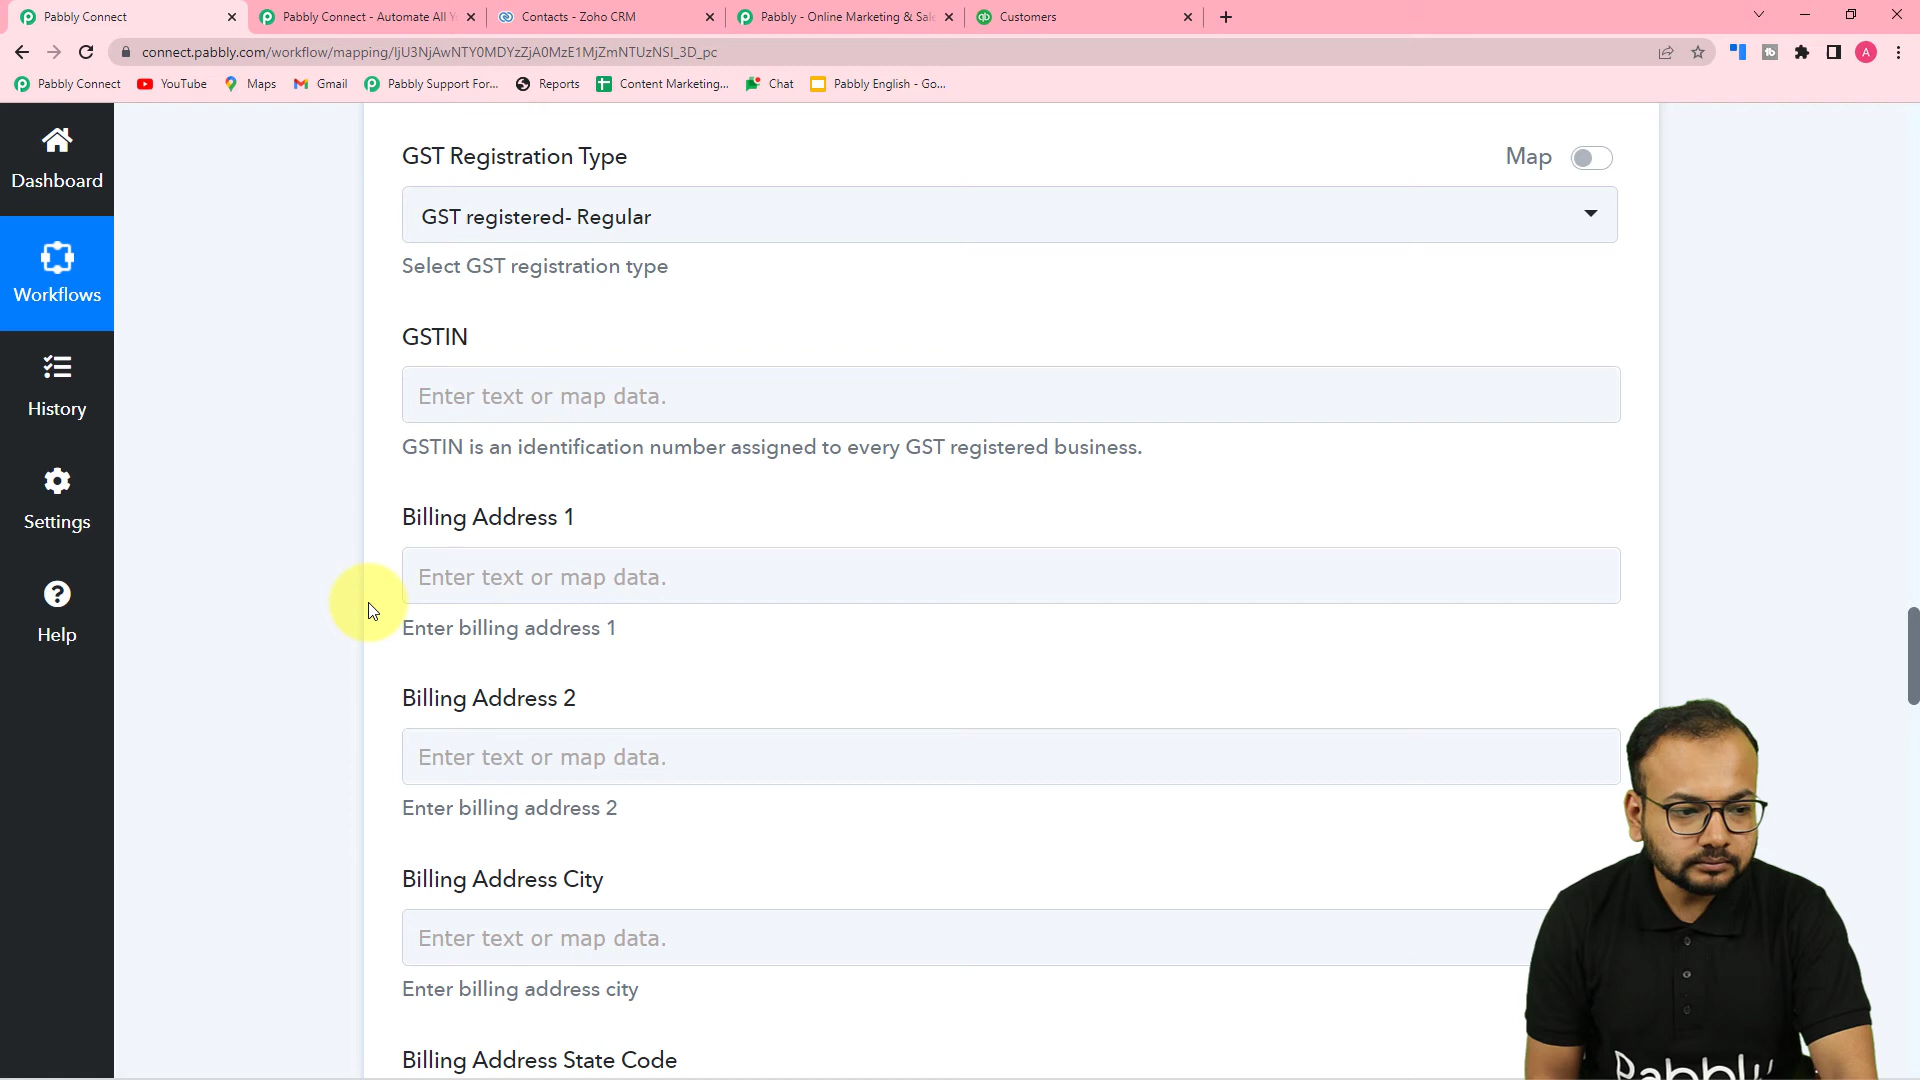 Pabbly Connect
Pabbly Connect - Automate All Y
Contacts - Zoho CRM
Pabbly - Online Marketing & Sale
Customers
connect.pabbly.com/workflow/mapping/IjU3NjAwNTY0MDYzZjA0MzE1MjZmNTUzNSI_3D_pc
A
Pabbly Connect
YouTube
Maps
Gmail
Pabbly Support For...
Reports
Content Marketing...
Chat
Pabbly English - Go...
Dashboard
Workflows
History
Settings
Help
GST Registration Type
Map
GST registered- Regular
Select GST registration type
GSTIN
Enter text or map data.
GSTIN is an identification number assigned to every GST registered business.
Billing Address 1
Enter text or map data.
Enter billing address 1
Billing Address 2
Enter text or map data.
Enter billing address 2
Billing Address City
Enter text or map data.
Enter billing address city
Billing Address State Code
Pabbly